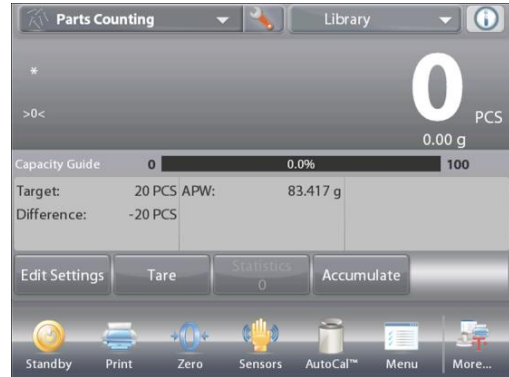 Parts Counting Library
*
0
>0<
PCS
0.00 g
Capacity Guide 0 0.0% 100
Target: 20 PCS APW: 83.417 g
Difference: -20 PCS
Edit Settings Tare Statistics Accumulate
0
Standby Print Zero Sensors AutoCal™ Menu More...